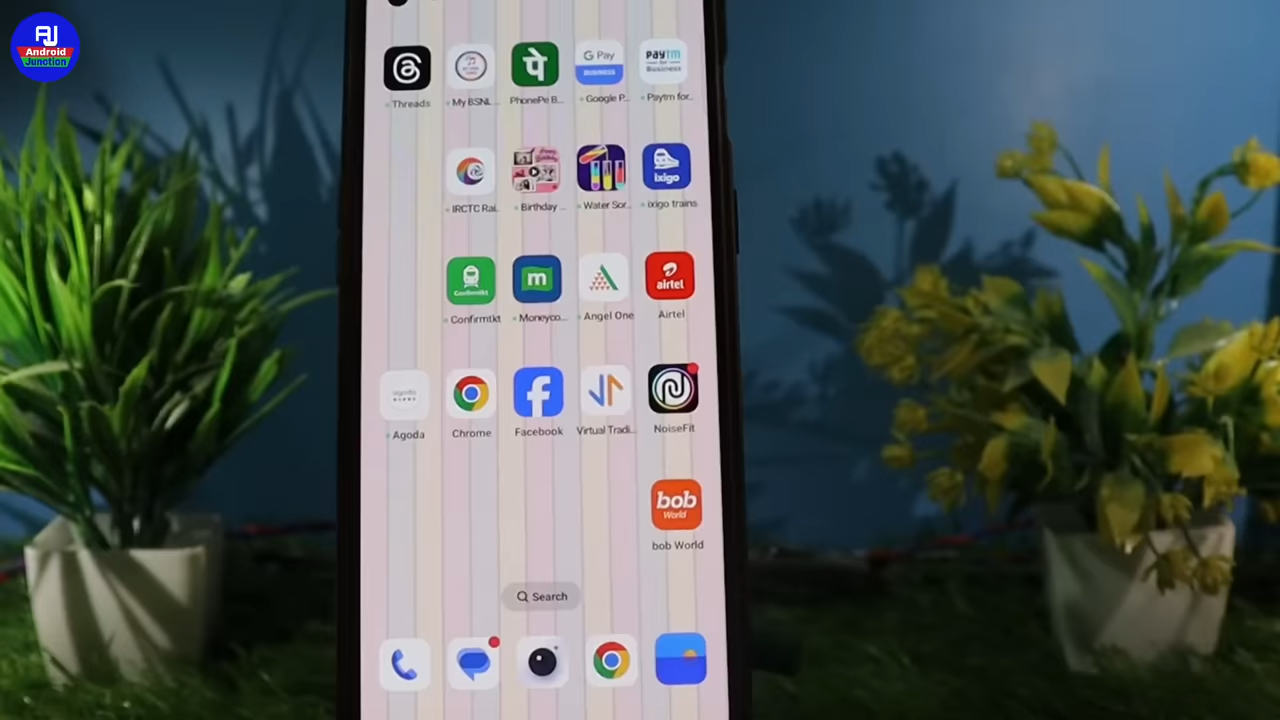 AJ
Android
Junction
G Pay
BUSINESS
paytm
for
Business
Threads
My BSNL...
PhonePe B...
Google P...
Paytm for...
पे
ixigo
IRCTC Rai...
Birthday ...
Water Sor...
ixigo trains
Confirmtkt
m
airtel
Confirmtkt
Moneyco...
Angel One
Airtel
agoda
Agoda
Chrome
Facebook
Virtual Tradi...
NoiseFit
bob
World
bob World
Search